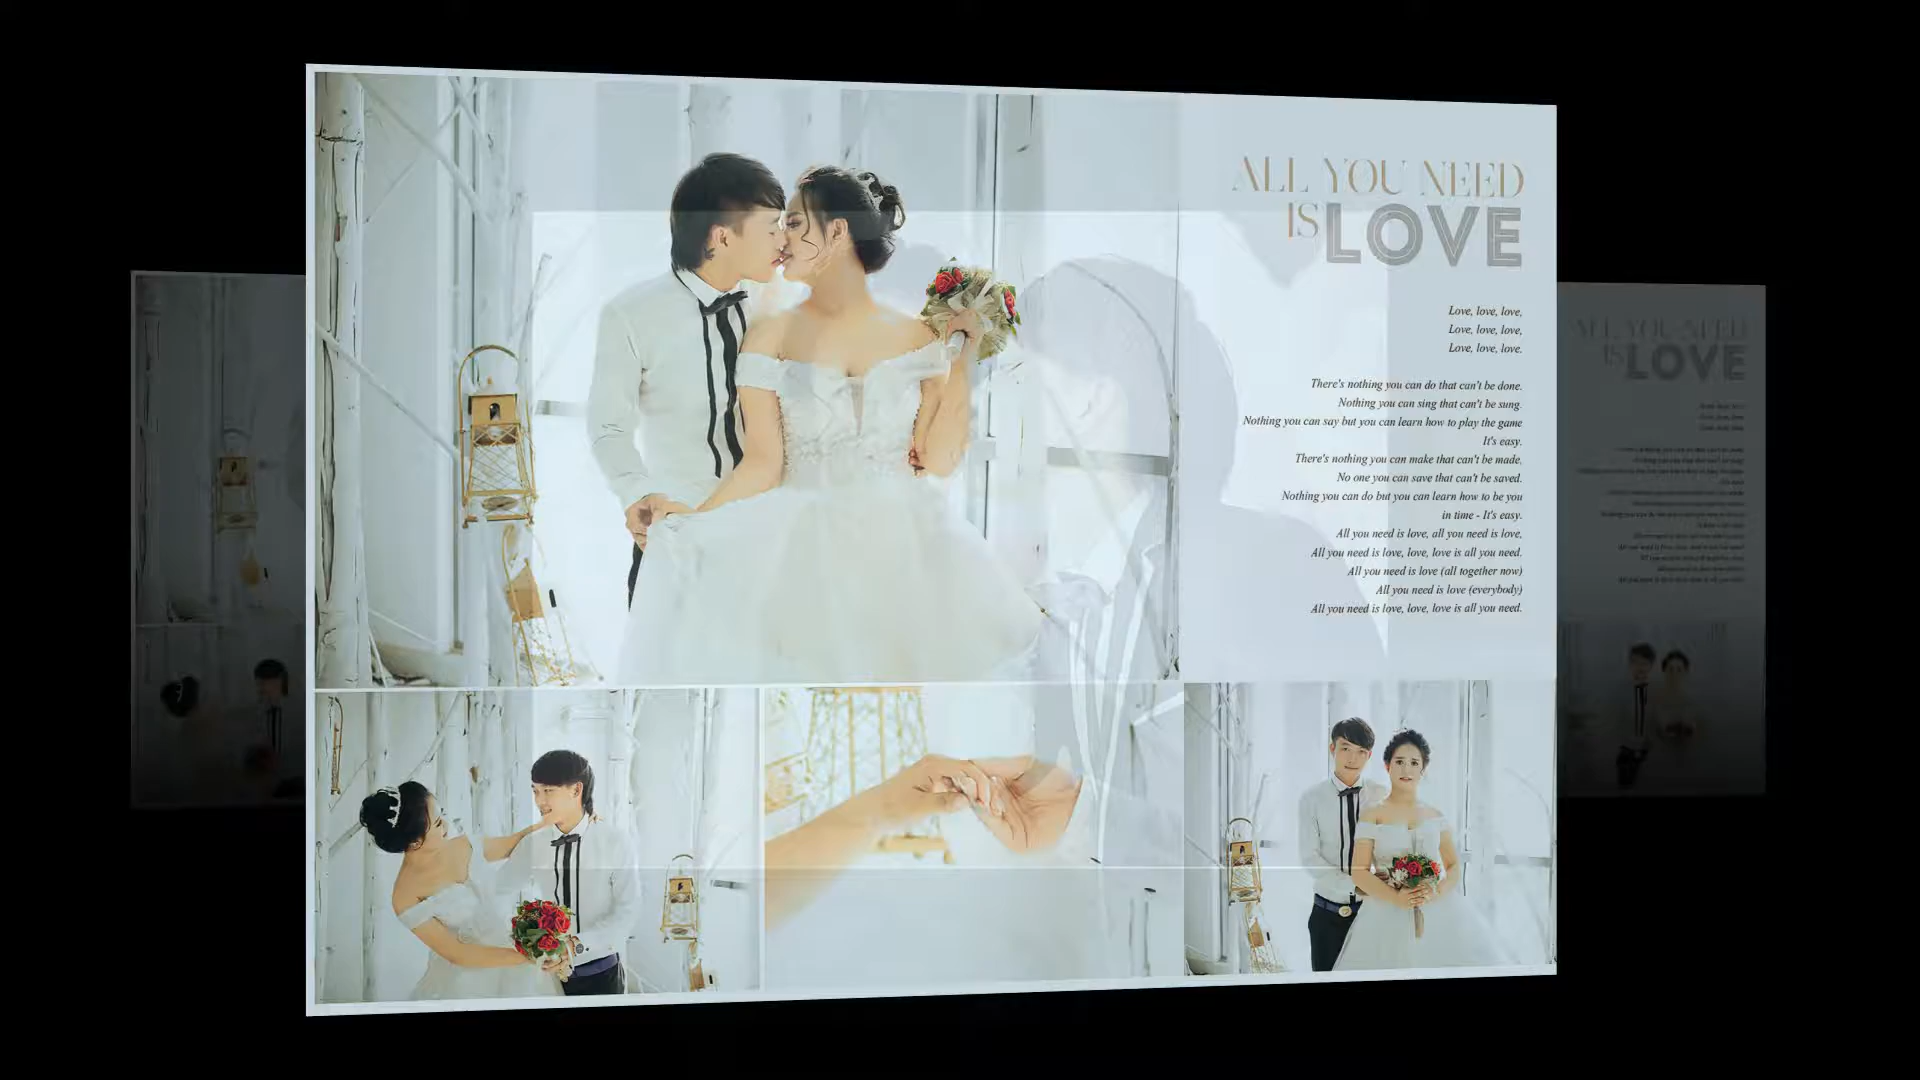 ALL YOU NEED
IS LOVE
Love, love, love,
Love, love, love,
Love, love, love.
There's nothing you can do that can't be done.
Nothing you can sing that can't be sung.
Nothing you can say but you can learn how to play the game
It's easy.
There's nothing you can make that can't be made.
No one you can save that can't be saved.
Nothing you can do but you can learn how to be you
in time - It's easy.
All you need is love, all you need is love,
All you need is love, love, love is all you need.
All you need is love (all together now)
All you need is love (everybody)
All you need is love, love, love is all you need.
ALL YOU NEED
IS LOVE